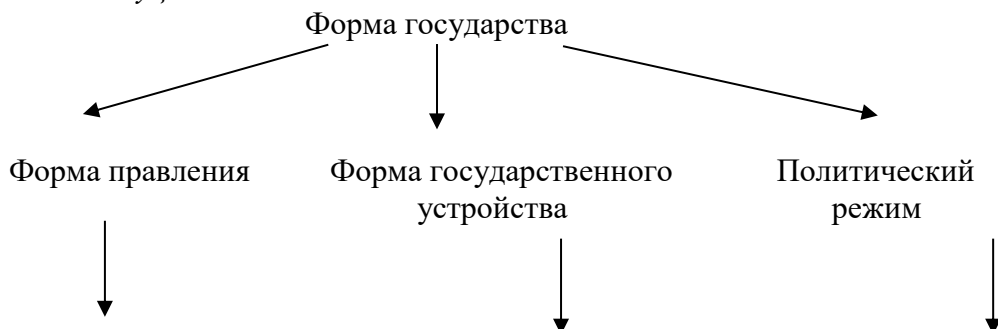 Форма государства
Форма правления
Форма государственного
устройства
Политический
режим